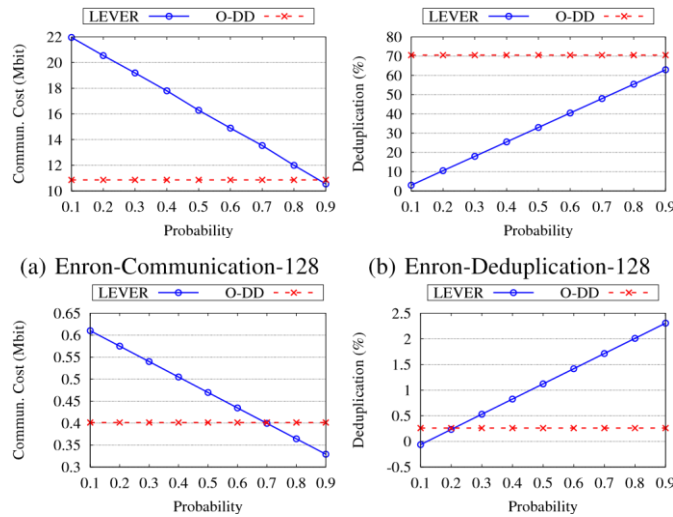 LEVER O-DD
LEVER O-DD
Commun. Cost (Mbit)
22
20
18
16
14
12
10
0.1 0.2 0.3 0.4 0.5 0.6 0.7 0.8 0.9
Probability
Deduplication (%)
80
70
60
50
40
30
20
10
0
0.1 0.2 0.3 0.4 0.5 0.6 0.7 0.8 0.9
Probability
(a) Enron-Communication-128
(b) Enron-Deduplication-128
LEVER O-DD
LEVER O-DD
Commun. Cost (Mbit)
0.65
0.6
0.55
0.5
0.45
0.4
0.35
0.3
0.1 0.2 0.3 0.4 0.5 0.6 0.7 0.8 0.9
Probability
Deduplication (%)
2.5
2
1.5
1
0.5
0
-0.5
0.1 0.2 0.3 0.4 0.5 0.6 0.7 0.8 0.9
Probability